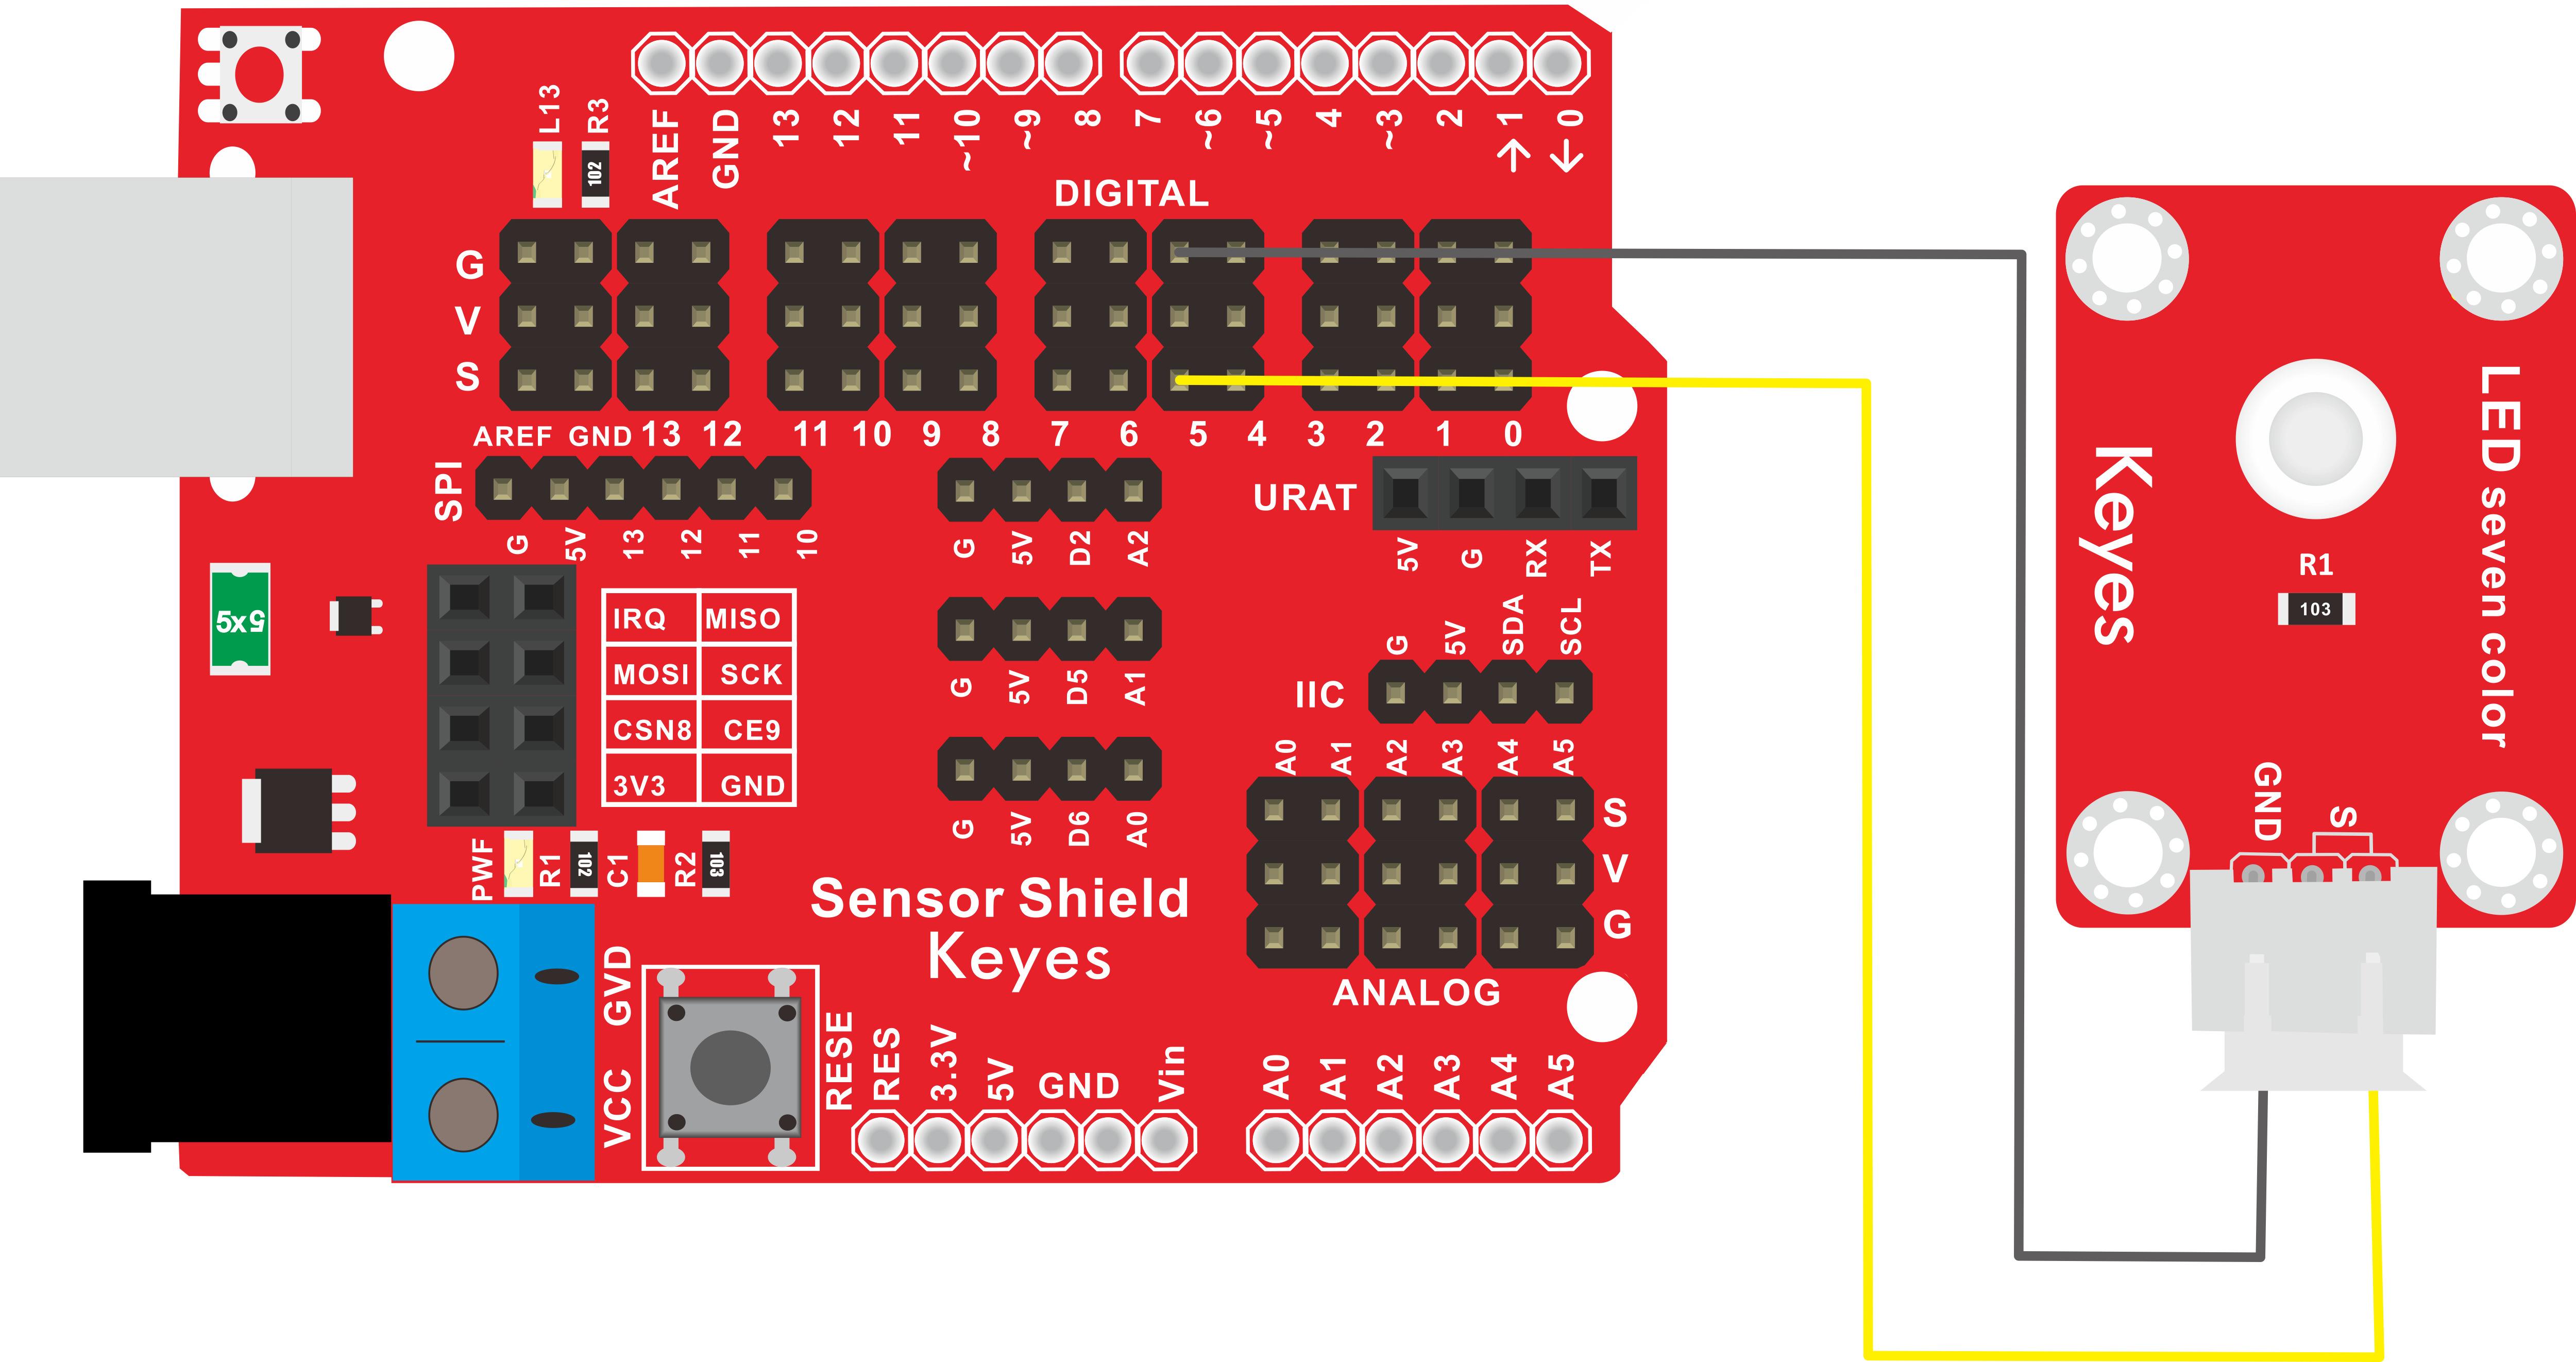 L13
R3
102
AREF
GND
13
12
11
~10
~9
8
7
~6
~5
4
~3
2
1
0
DIGITAL
G
V
S
AREF GND 13 12 11 10 9 8 7 6 5 4 3 2 1 0
SPI
G 5V 13 12 11 10
G 5V D2 A2
URAT
5V G RX TX
5x5
IRQ MISO
MOSI SCK
CSN8 CE9
3V3 GND
G 5V D5 A1
G 5V SDA SCL
IIC
G 5V D6 A0
A0 A1 A2 A3 A4 A5
S
V
G
ANALOG
PWF
R1
102
C1
R2
103
Sensor Shield
Keyes
GVD
VCC
RESE
RES 3.3V 5V GND Vin
A0 A1 A2 A3 A4 A5
Keyes
LED seven color
R1
103
GND
S